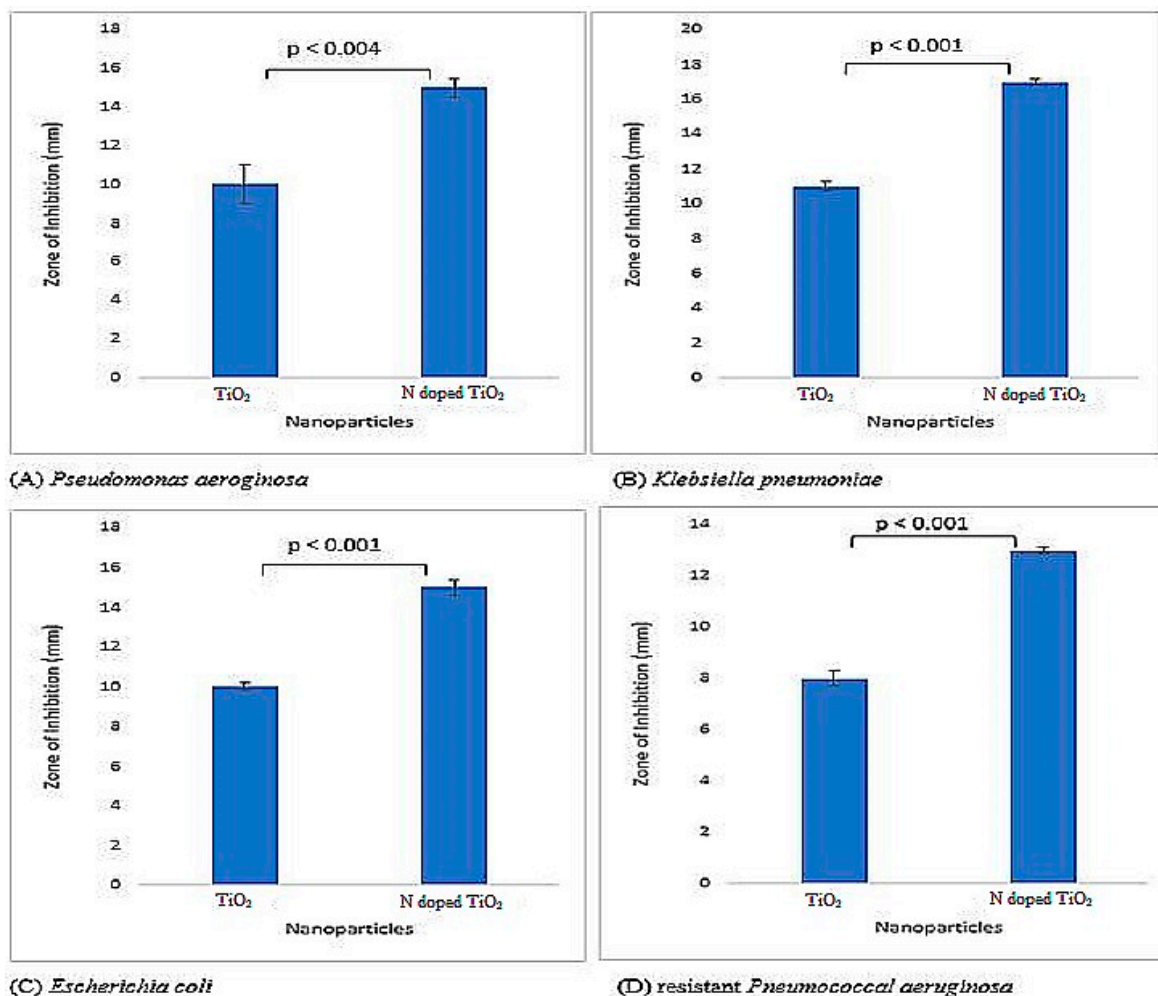 18
16
14
12
10
8
6
4
2
0
Zone of Inhibition (mm)
p < 0.004
TiO₂
N doped TiO₂
Nanoparticles
(A) Pseudomonas aeroginosa
20
18
16
14
12
10
8
6
4
2
0
Zone of Inhibition (mm)
p < 0.001
TiO₂
N doped TiO₂
Nanoparticles
(B) Klebsiella pneumoniae
18
16
14
12
10
8
6
4
2
0
Zone of Inhibition (mm)
p < 0.001
TiO₂
N doped TiO₂
Nanoparticles
(C) Escherichia coli
14
12
10
8
6
4
2
0
Zone of Inhibition (mm)
p < 0.001
TiO₂
N doped TiO₂
Nanoparticles
(D) resistant Pneumococcal aeruginosa